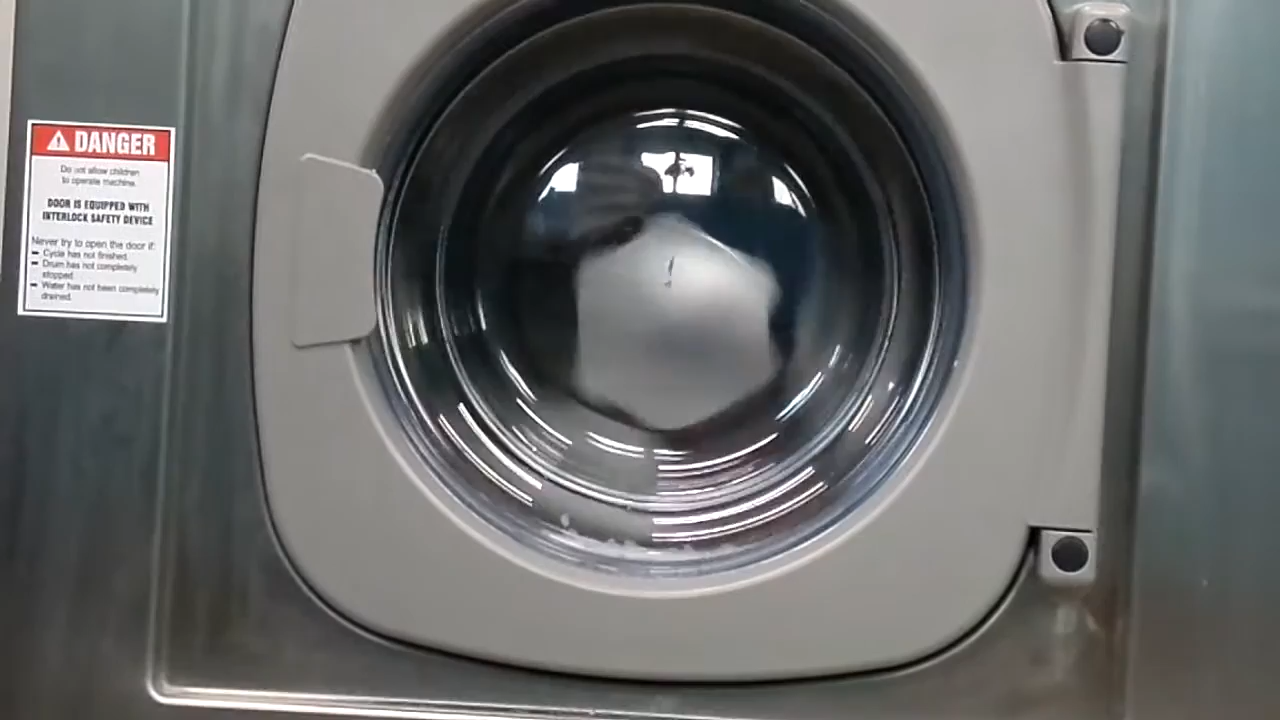 DANGER
Do not allow children
to operate machine.
DOOR IS EQUIPPED WITH
INTERLOCK SAFETY DEVICE
Never try to open the door if:
- Cycle has not finished.
- Drum has not completely
stopped.
- Water has not been completely
drained.